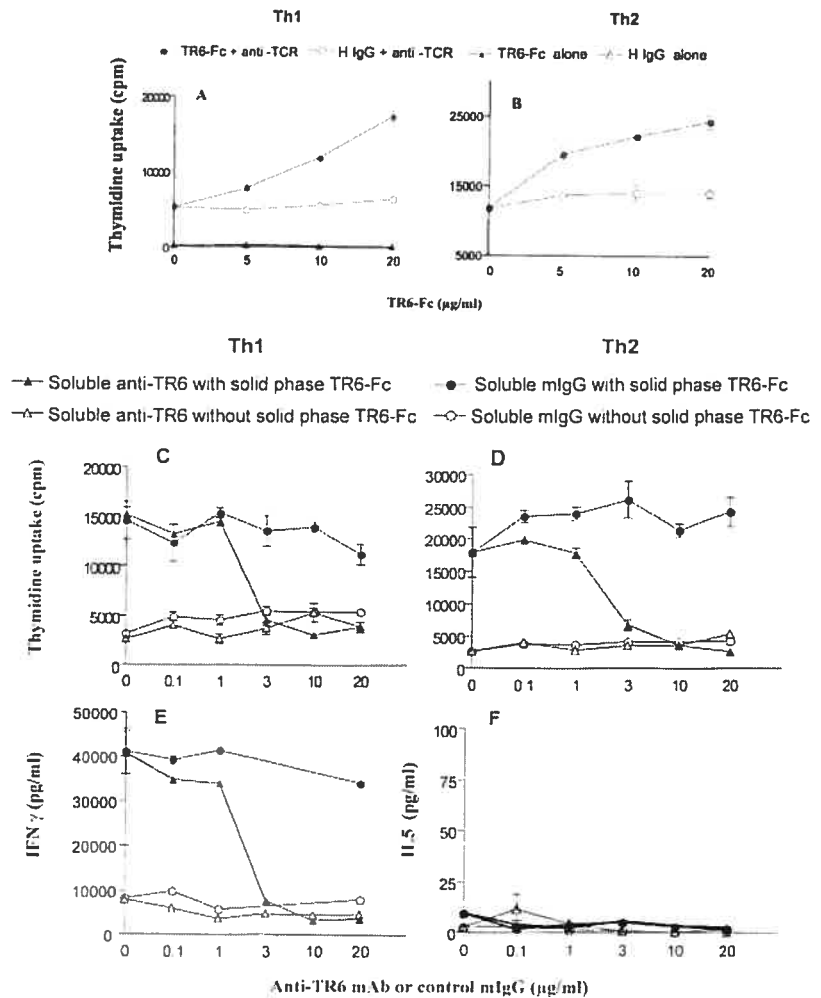 Th1 Th2
TR6-Fc + anti -TCR H IgG + anti -TCR TR6-Fc alone H IgG alone
Thymidine uptake (cpm)
A
20000
10000
0
0 5 10 20
B
25000
15000
5000
0 5 10 20
TR6-Fc (µg/ml)
Th1 Th2
Soluble anti-TR6 with solid phase TR6-Fc Soluble mIgG with solid phase TR6-Fc
Soluble anti-TR6 without solid phase TR6-Fc Soluble mIgG without solid phase TR6-Fc
Thymidine uptake (cpm)
C
20000
15000
10000
5000
0
0 0.1 1 3 10 20
D
30000
25000
20000
15000
10000
5000
0
0 0 1 1 3 10 20
IFN γ (pg/ml)
E
50000
40000
30000
20000
10000
0
0 0.1 1 3 10 20
IL5 (pg/ml)
F
100
75
50
25
0
0 0.1 1 3 10 20
Anti-TR6 mAb or control mIgG (µg/ml)